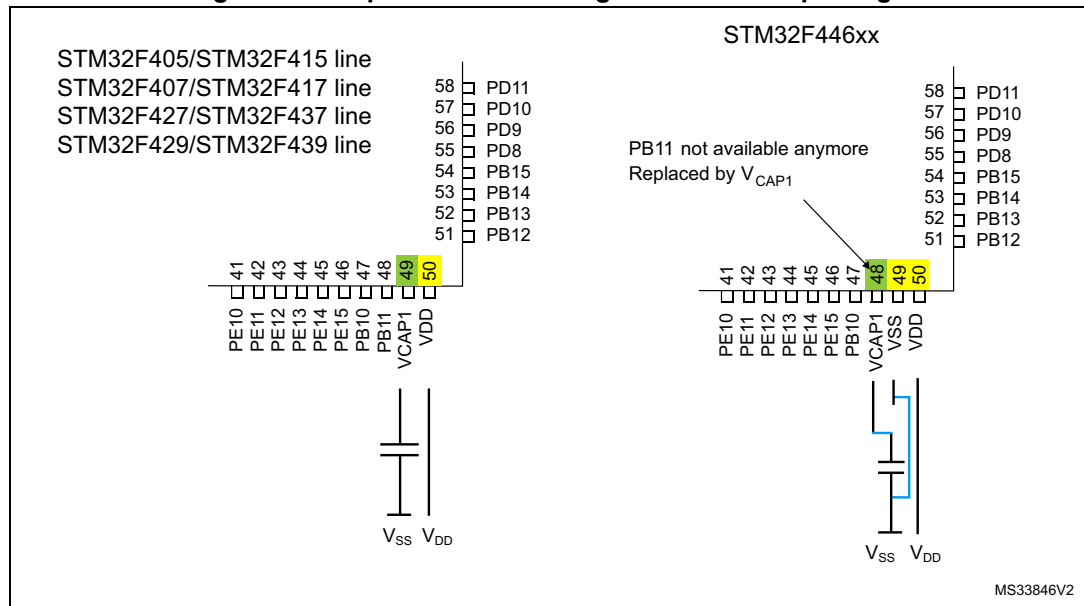 STM32F405/STM32F415 line
STM32F407/STM32F417 line
STM32F427/STM32F437 line
STM32F429/STM32F439 line
58 PD11
57 PD10
56 PD9
55 PD8
54 PB15
53 PB14
52 PB13
51 PB12
41 42 43 44 45 46 47 48 49 50
PE10 PE11 PE12 PE13 PE14 PE15 PB10 PB11 VCAP1 VDD
VSS VDD
STM32F446xx
PB11 not available anymore
Replaced by VCAP1
58 PD11
57 PD10
56 PD9
55 PD8
54 PB15
53 PB14
52 PB13
51 PB12
41 42 43 44 45 46 47 48 49 50
PE10 PE11 PE12 PE13 PE14 PE15 PB10 VCAP1 VSS VDD
VSS VDD
MS33846V2